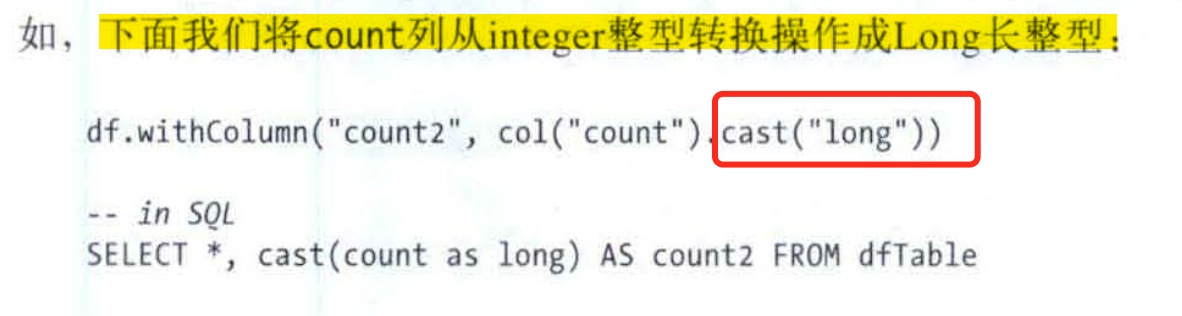 如，下面我们将count列从integer整型转换操作成Long长整型：
df.withColumn("count2", col("count").cast("long"))
-- in SQL
SELECT *, cast(count as long) AS count2 FROM dfTable